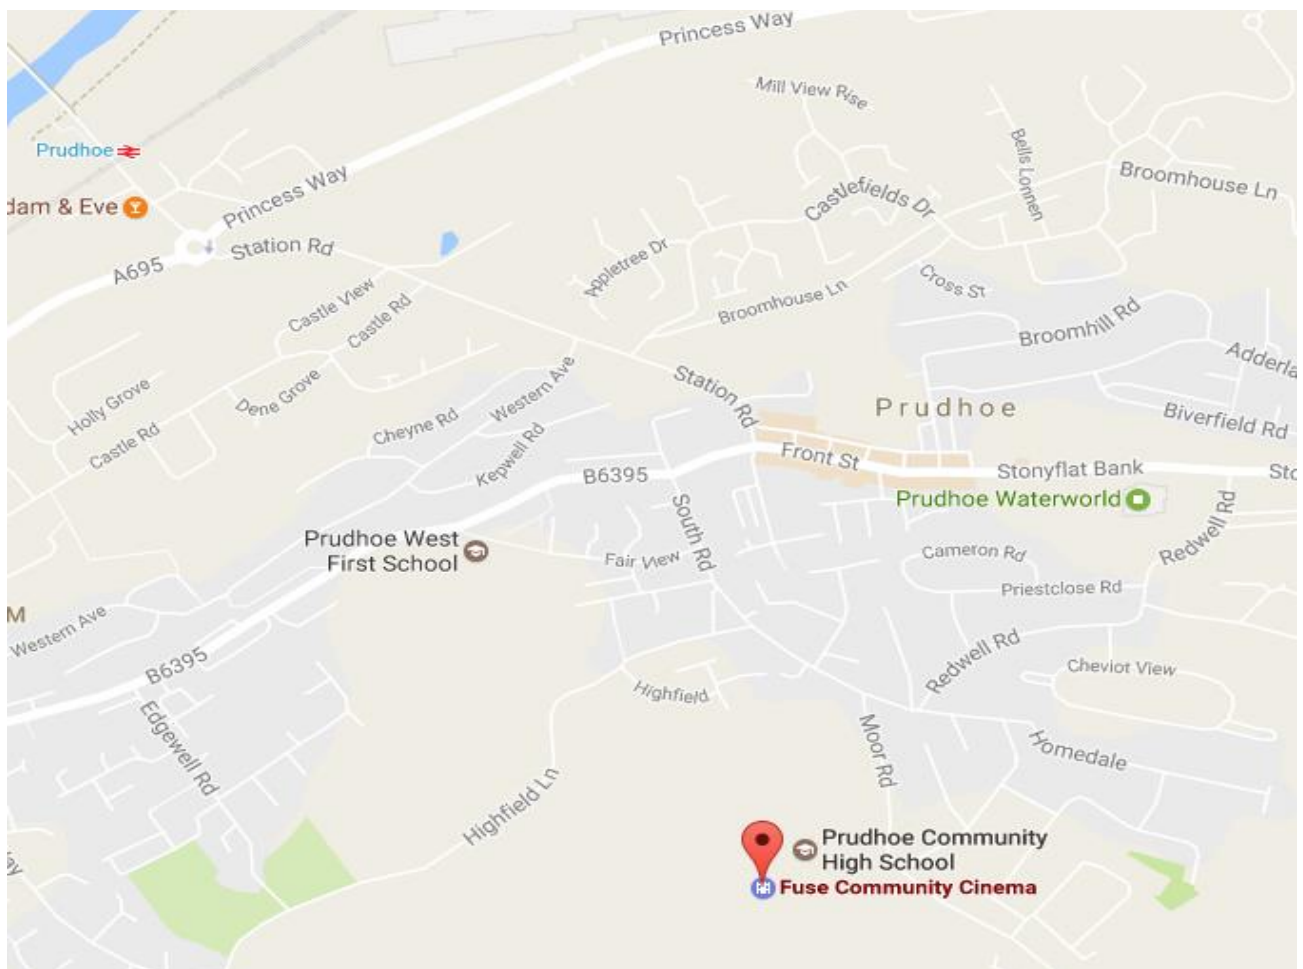 Princess Way
Mill View Rise
Prudhoe
Bells Lonnen
Broomhouse Ln
dam & Eve
Princess Way
Castlefields Dr
Station Rd
A695
Appletree Dr
Cross St
Castle View
Broomhouse Ln
Castle Rd
Broomhill Rd
Adderla
Holly Grove
Dene Grove
Western Ave
Station Rd
Prudhoe
Biverfield Rd
Castle Rd
Cheyne Rd
Kepwell Rd
Front St
B6395
Stonyflat Bank
Sto
Prudhoe Waterworld
South Rd
Redwell Rd
Prudhoe West
First School
Fair View
Cameron Rd
Priestclose Rd
M
Western Ave
B6395
Redwell Rd
Cheviot View
Highfield
Edgewell Rd
Moor Rd
Homedale
Highfield Ln
Prudhoe Community
High School
ay
Fuse Community Cinema